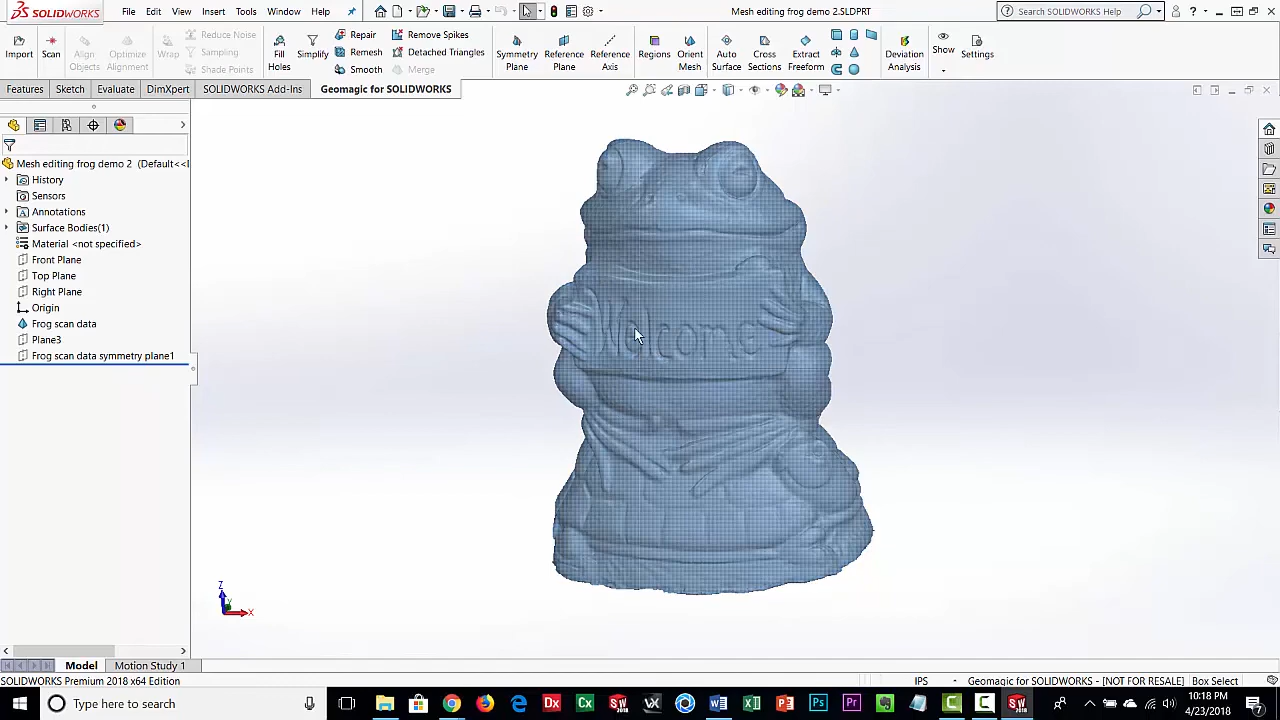 SOLIDWORKS
File Edit View Insert Tools Window Help
Mesh editing frog demo 2.SLDPRT
Search SOLIDWORKS Help
Import
Scan
Align Objects
Optimize Alignment
Reduce Noise
Sampling
Shade Points
Wrap
Fill Holes
Simplify
Repair
Remesh
Smooth
Remove Spikes
Detached Triangles
Merge
Symmetry Plane
Reference Plane
Reference Axis
Regions
Orient Mesh
Auto Surface
Cross Sections
Extract Freeform
Deviation Analysis
Show
Settings
Features Sketch Evaluate DimXpert SOLIDWORKS Add-Ins Geomagic for SOLIDWORKS
Mesh editing frog demo 2 (Default<<
History
Sensors
Annotations
Surface Bodies(1)
Material <not specified>
Front Plane
Top Plane
Right Plane
Origin
Frog scan data
Plane3
Frog scan data symmetry plane1
Welcome
Z
Y
X
Model Motion Study 1
SOLIDWORKS Premium 2018 x64 Edition
IPS - Geomagic for SOLIDWORKS - [NOT FOR RESALE] Box Select
Type here to search
10:18 PM
4/23/2018